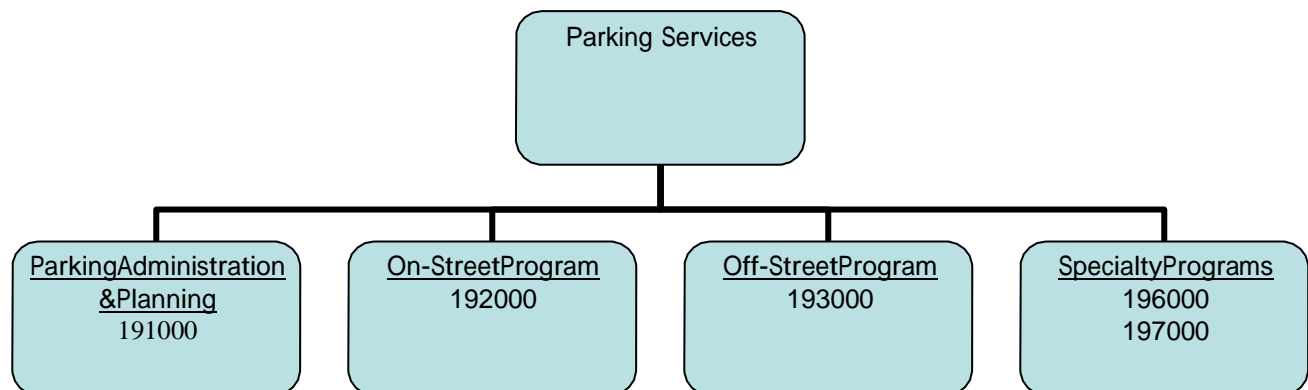 Parking Services
ParkingAdministration
&Planning
191000
On-StreetProgram
192000
Off-StreetProgram
193000
SpecialtyPrograms
196000
197000